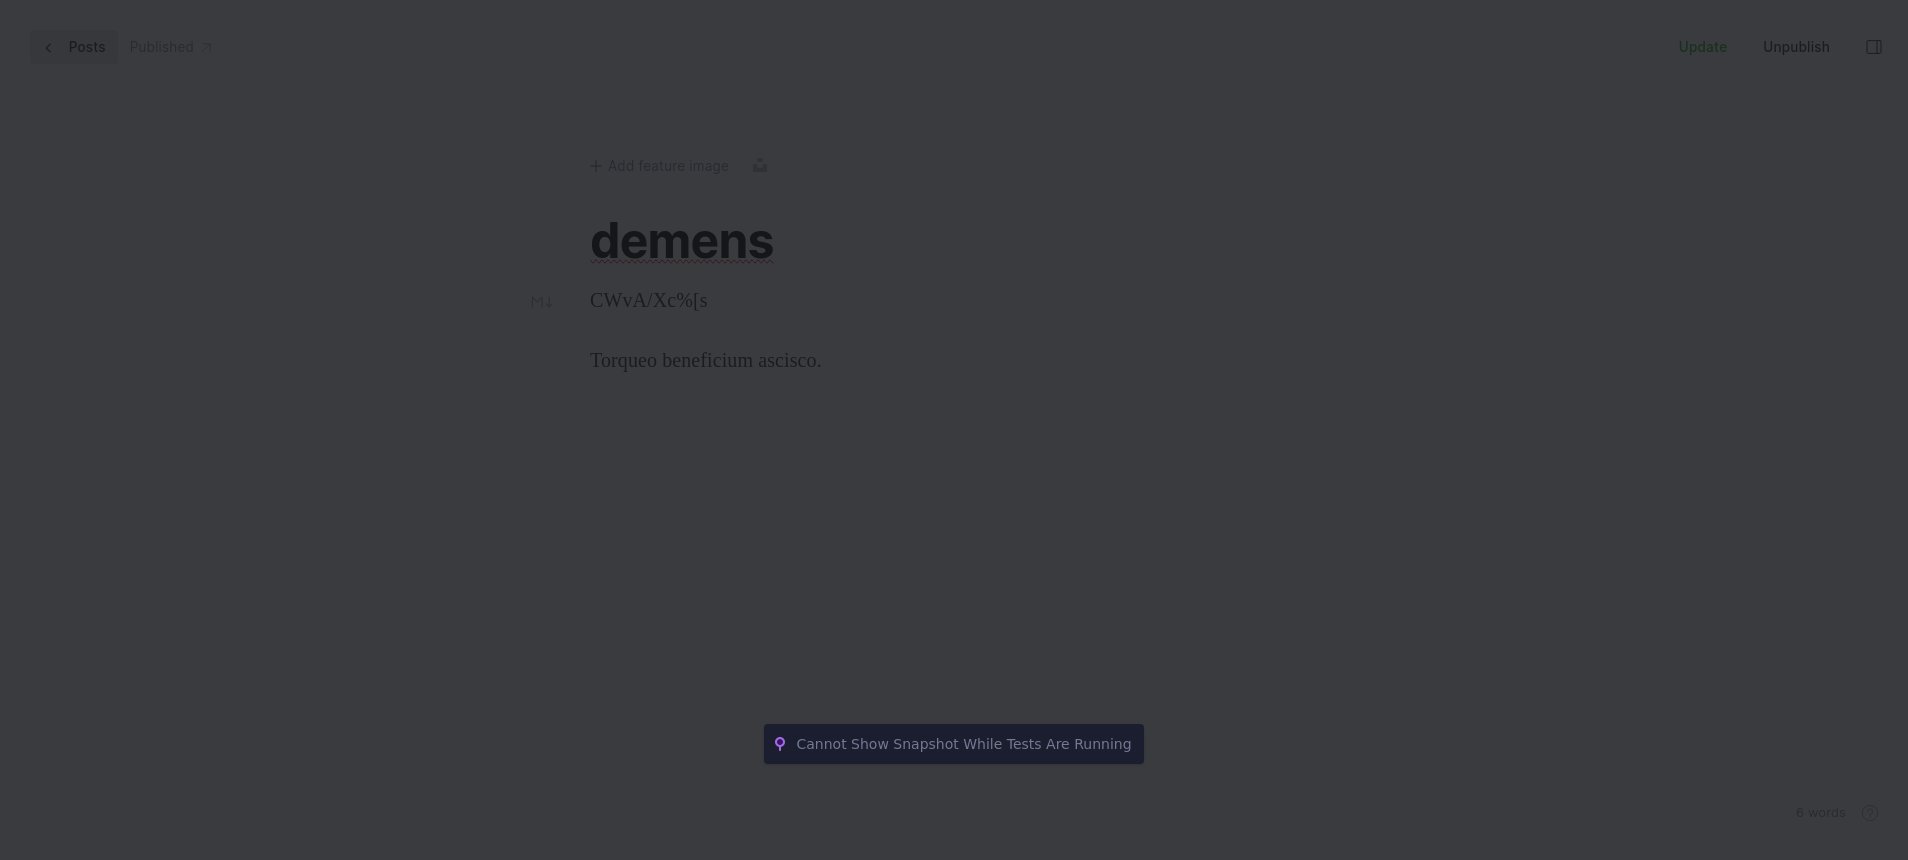 Posts Published
Update Unpublish
Add feature image
demens
M↓
CWvA/Xc%[s
Torqueo beneficium ascisco.
Cannot Show Snapshot While Tests Are Running
6 words ?